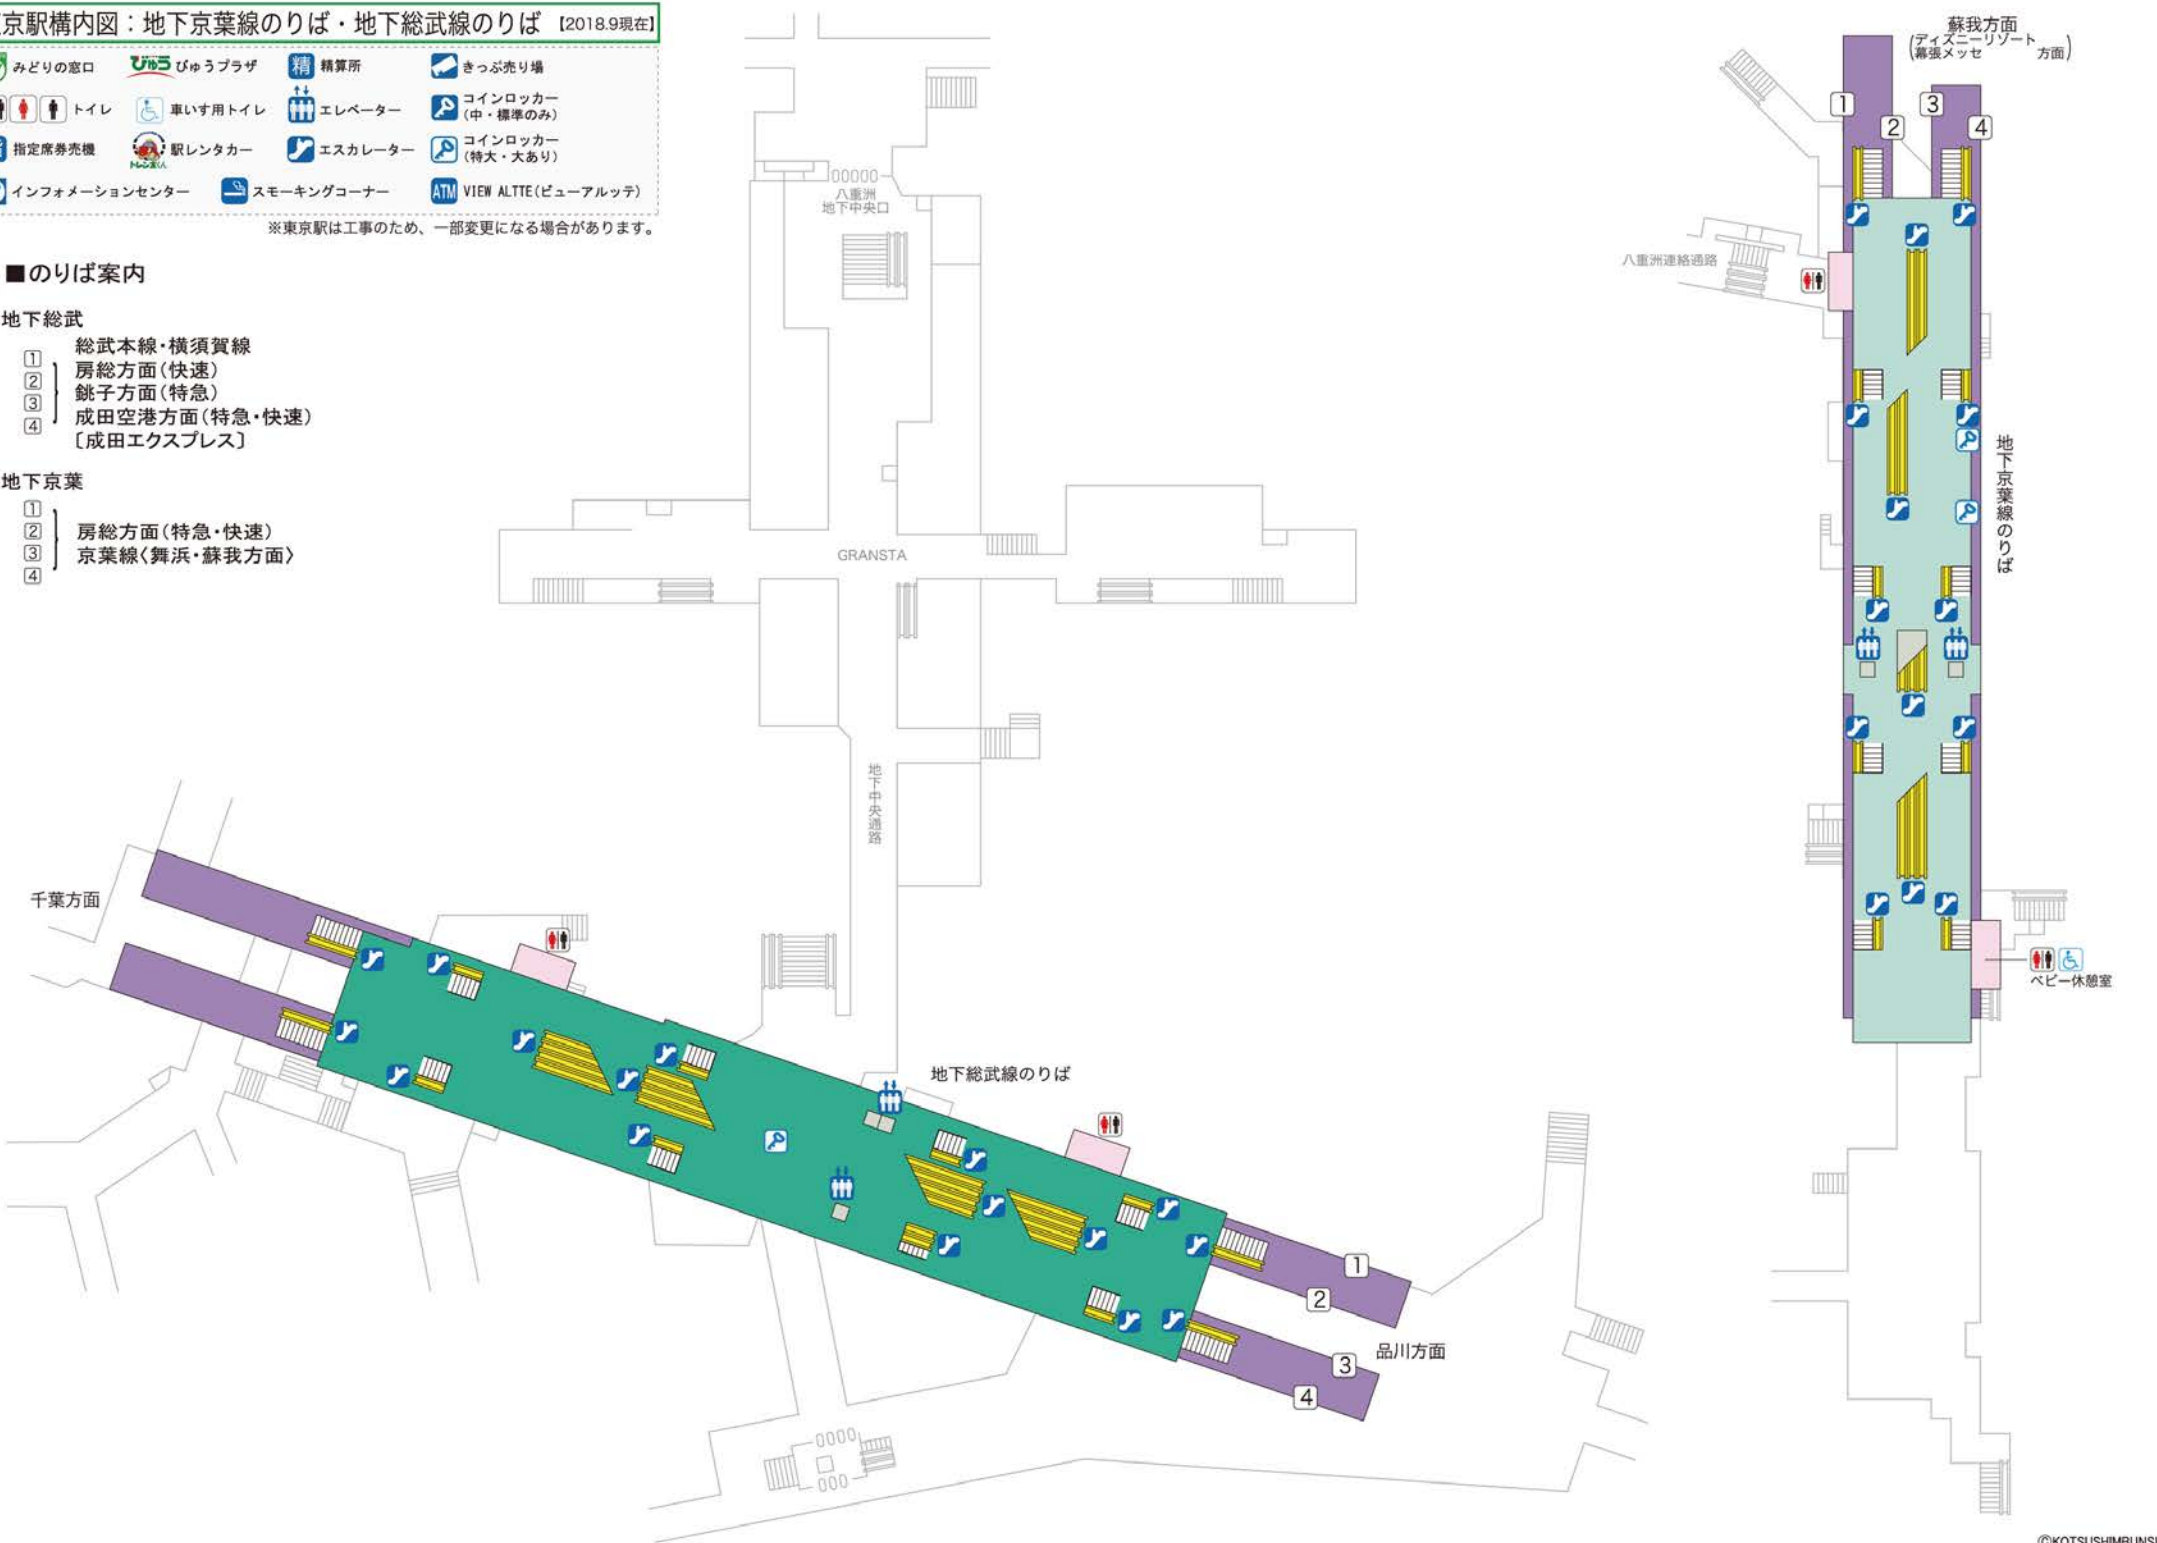 京駅構内図：地下京葉線のりば・地下総武線のりば 【2018.9現在】
みどりの窓口
びゅう びゅうプラザ
精 精算所
きっぷ売り場
トイレ
車いす用トイレ
エレベーター
コインロッカー
(中・標準のみ)
指定席券売機
駅レンタカー
エスカレーター
コインロッカー
(特大・大あり)
インフォメーションセンター
スモーキングコーナー
ATM VIEW ALTTE(ビューアルッテ)
※東京駅は工事のため、一部変更になる場合があります。
■のりば案内
地下総武
総武本線・横須賀線
1
房総方面(快速)
2
銚子方面(特急)
3
成田空港方面(特急・快速)
4
〔成田エクスプレス〕
地下京葉
1
2 房総方面(特急・快速)
3 京葉線〈舞浜・蘇我方面〉
4
八重洲
地下中央口
GRANSTA
地下中央通路
蘇我方面
(ディズニーリゾート
幕張メッセ 方面)
1
3
2
4
八重洲連絡通路
地下京葉線のりば
ベビー休憩室
千葉方面
地下総武線のりば
1
2
品川方面
3
4